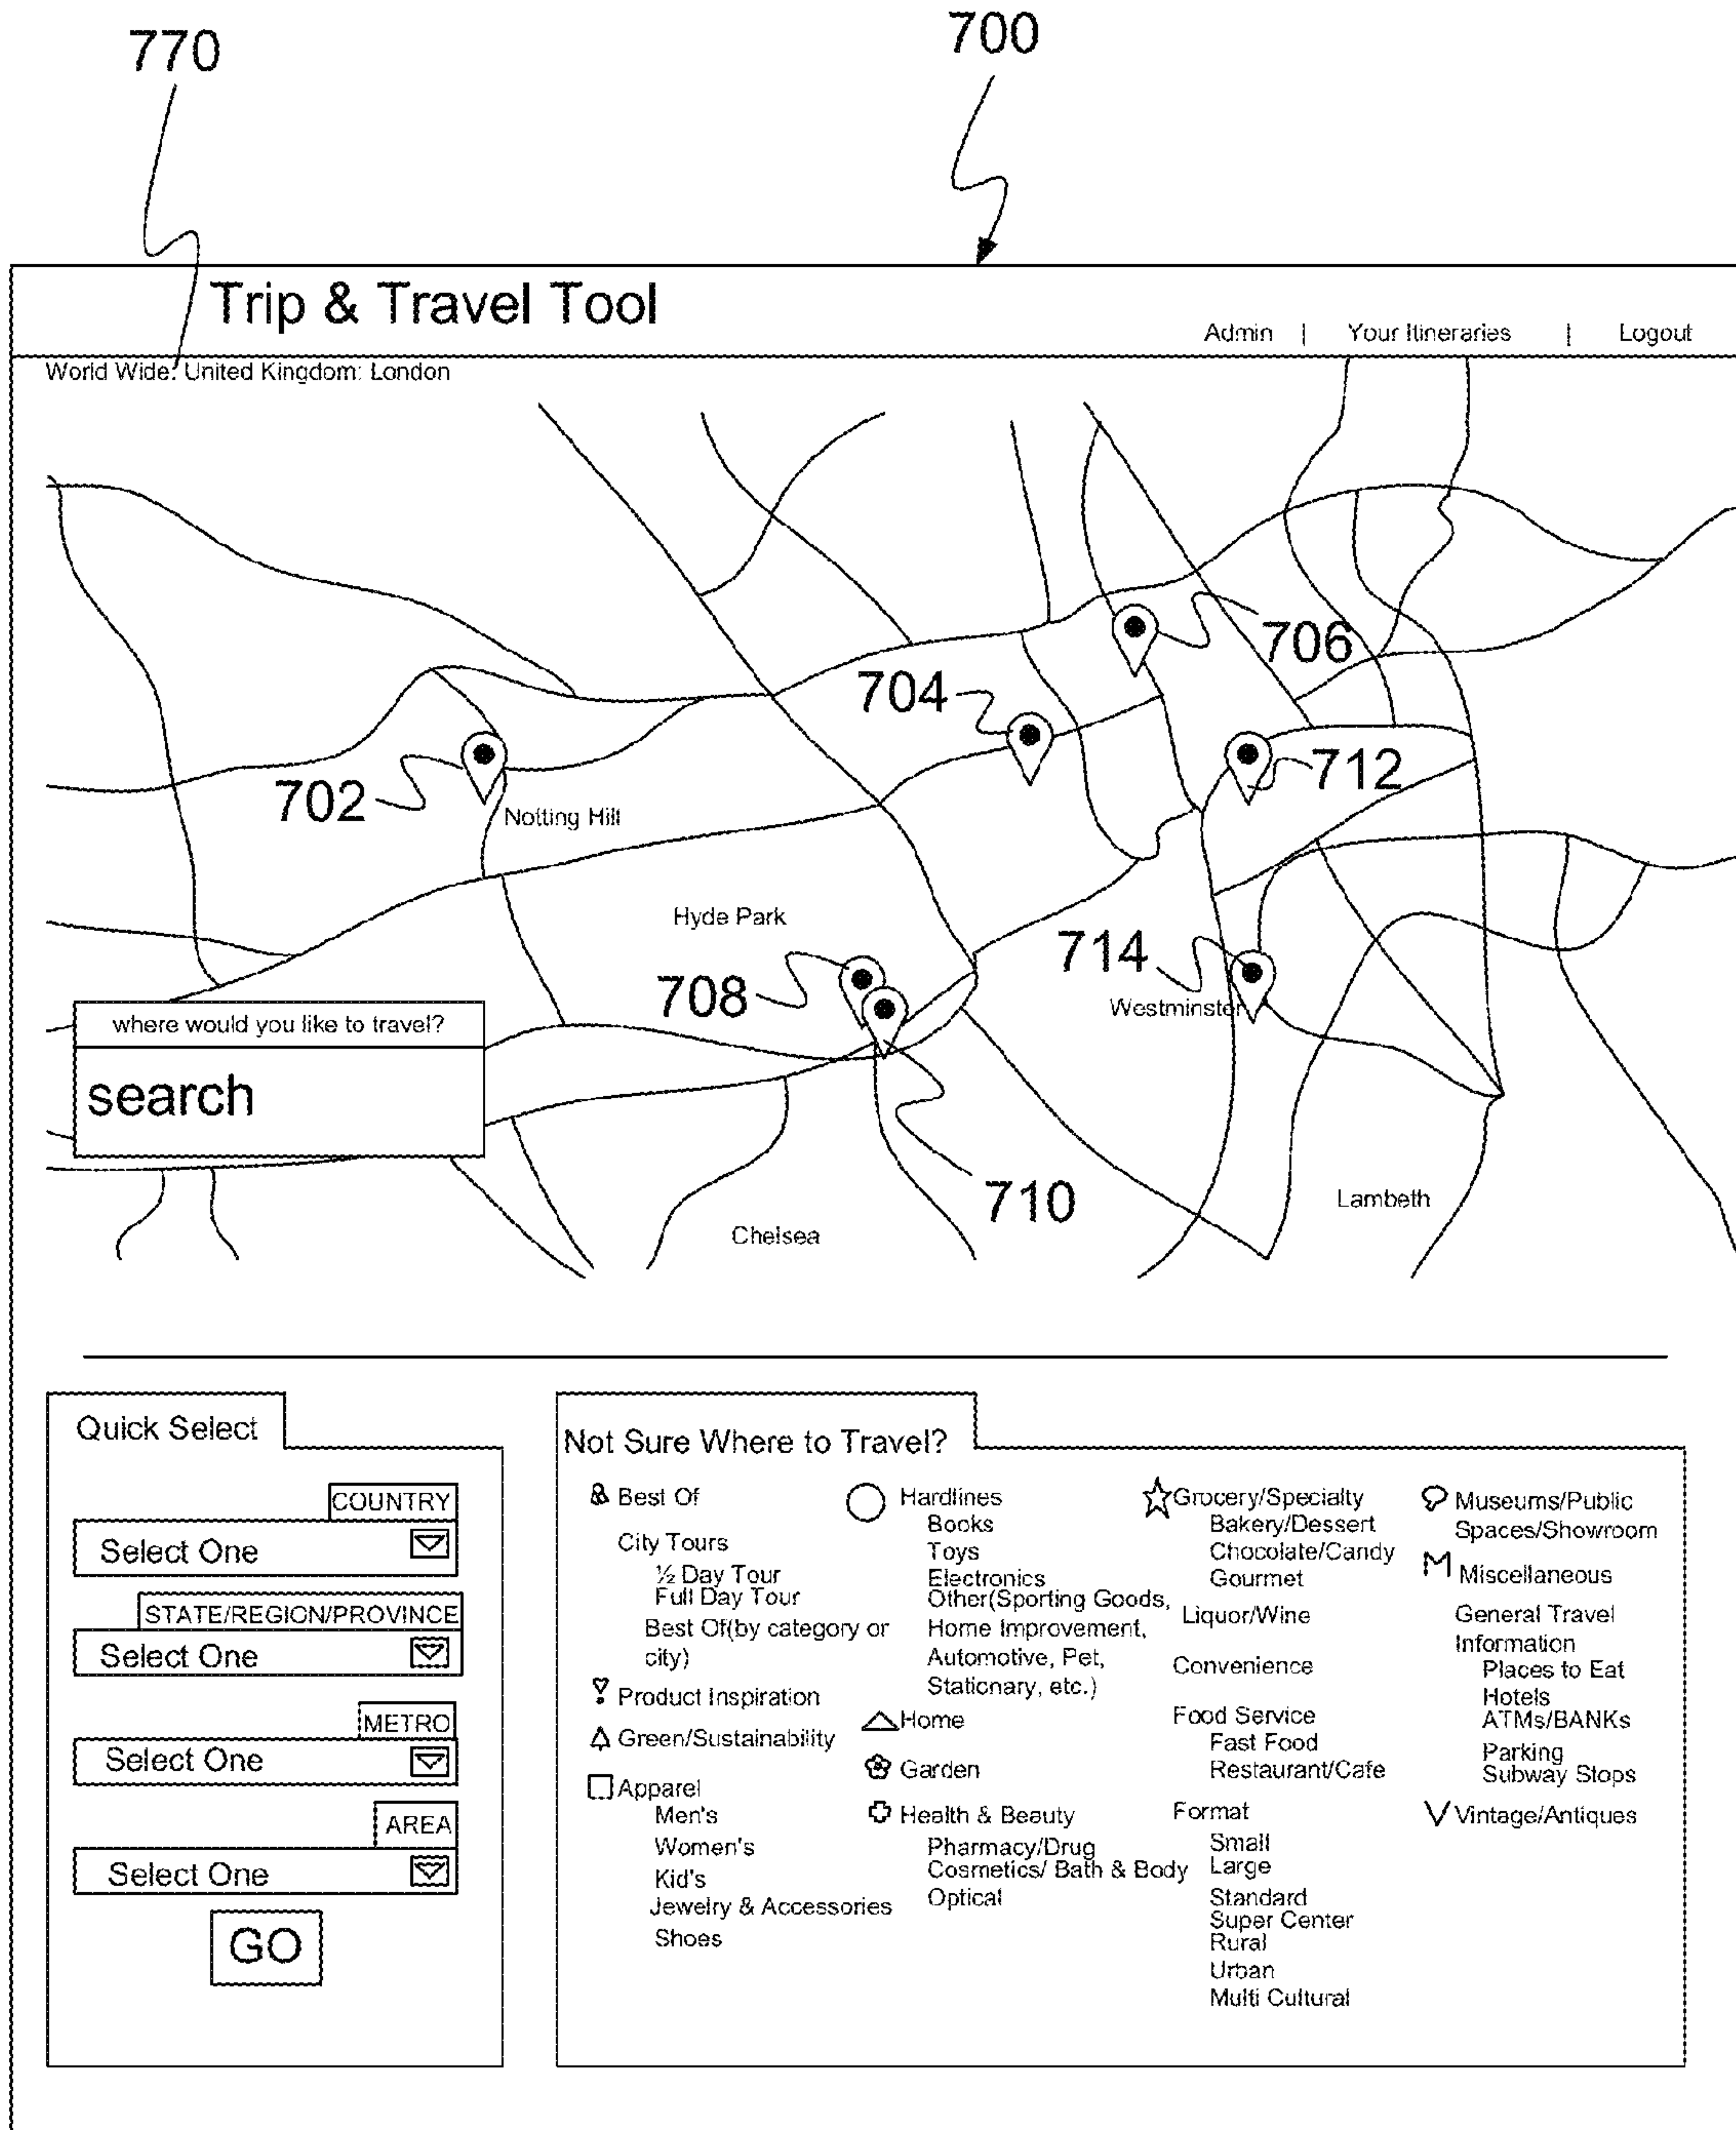 770
700
Trip & Travel Tool
Admin | Your Itineraries | Logout
World Wide: United Kingdom: London
706
704
712
702
Notting Hill
Hyde Park
714
708
Westminster
where would you like to travel?
search
710
Lambeth
Chelsea
Quick Select
COUNTRY
Select One
STATE/REGION/PROVINCE
Select One
METRO
Select One
AREA
Select One
GO
Not Sure Where to Travel?
Best Of
City Tours
½ Day Tour
Full Day Tour
Best Of(by category or
city)
Product Inspiration
Green/Sustainability
Apparel
Men's
Women's
Kid's
Jewelry & Accessories
Shoes
Hardlines
Books
Toys
Electronics
Other(Sporting Goods,
Home Improvement,
Automotive, Pet,
Stationary, etc.)
Home
Garden
Health & Beauty
Pharmacy/Drug
Cosmetics/ Bath & Body
Optical
Grocery/Specialty
Bakery/Dessert
Chocolate/Candy
Gourmet
Liquor/Wine
Convenience
Food Service
Fast Food
Restaurant/Cafe
Format
Small
Large
Standard
Super Center
Rural
Urban
Multi Cultural
Museums/Public
Spaces/Showroom
M Miscellaneous
General Travel
Information
Places to Eat
Hotels
ATMs/BANKs
Parking
Subway Stops
V Vintage/Antiques